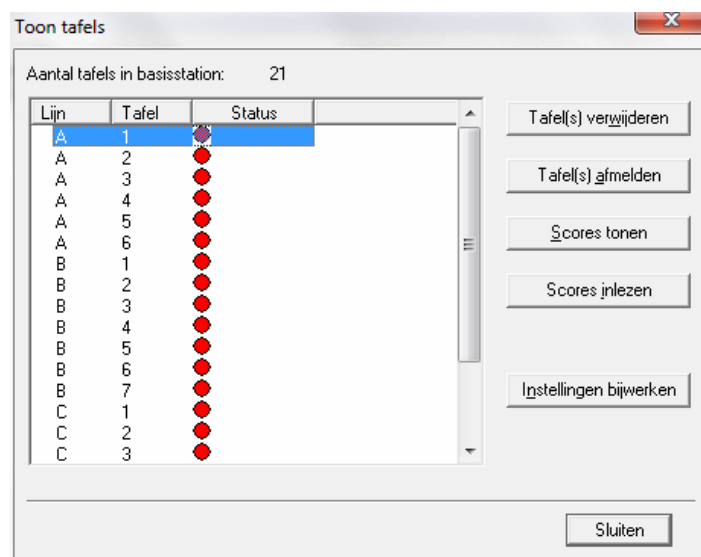 Toon tafels
Aantal tafels in basisstation: 21
Lijn Tafel Status
A 1
A 2
A 3
A 4
A 5
A 6
B 1
B 2
B 3
B 4
B 5
B 6
B 7
C 1
C 2
C 3
Tafel(s) verwijderen
Tafel(s) afmelden
Scores tonen
Scores inlezen
Instellingen bijwerken
Sluiten